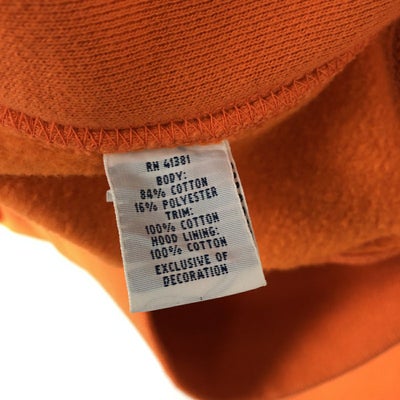 RN 41381
BODY:
84% COTTON
16% POLYESTER
TRIM:
100% COTTON
HOOD LINING:
100% COTTON
EXCLUSIVE OF
DECORATION